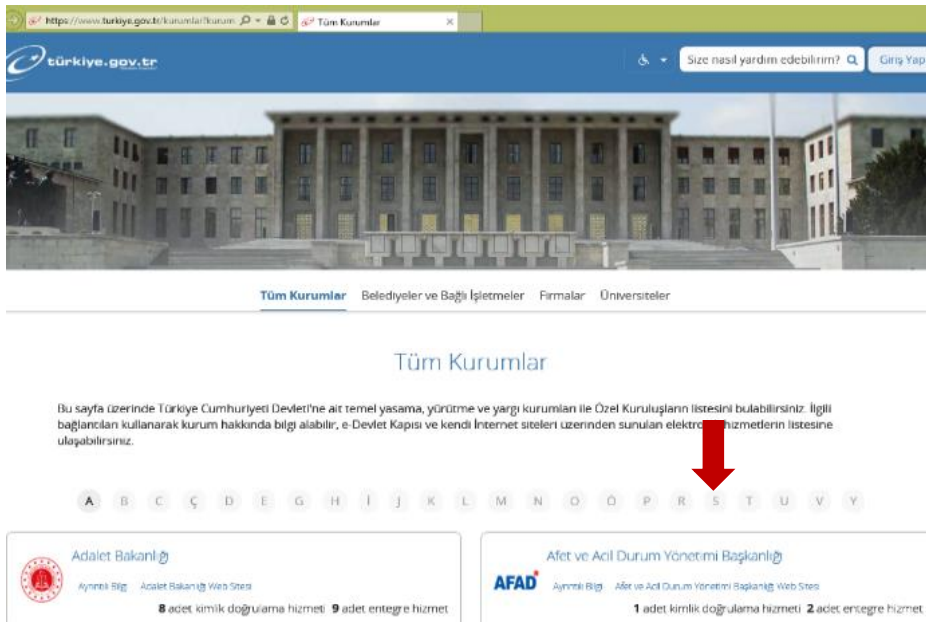 https://www.turkiye.gov.tr/kurumlar?kurum
Tüm Kurumlar
türkiye.gov.tr
Size nasıl yardım edebilirim?
Giriş Yap
Tüm Kurumlar Belediyeler ve Bağlı İşletmeler Firmalar Üniversiteler
Tüm Kurumlar
Bu sayfa üzerinde Türkiye Cumhuriyeti Devleti'ne ait temel yasama, yürütme ve yargı kurumları ile Özel Kuruluşların listesini bulabilirsiniz. İlgili
bağlantıları kullanarak kurum hakkında bilgi alabilir, e-Devlet Kapısı ve kendi İnternet siteleri üzerinden sunulan elektro hizmetlerin listesine
ulaşabilirsiniz.
A B C Ç D E G H İ J K L M N O Ö P R S T U V Y
Adalet Bakanlığı
Ayrıntılı Bilgi Adalet Bakanlığı Web Sitesi
8 adet kimlik doğrulama hizmeti 9 adet entegre hizmet
Afet ve Acil Durum Yönetimi Başkanlığı
AFAD
Ayrıntılı Bilgi Afet ve Acil Durum Yönetimi Başkanlığı Web Sitesi
1 adet kimlik doğrulama hizmeti 2 adet entegre hizmet